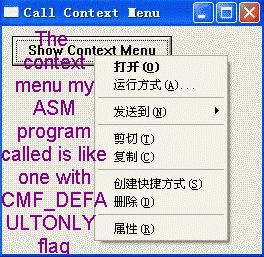 Call Context Menu
Show Context Menu
The
context
menu my
ASM
program
called is like
one with
CMF_DEFA
ULTONLY
flag
打开(O)
运行方式(A)...
发送到(N)
剪切(T)
复制(C)
创建快捷方式(S)
删除(D)
属性(R)